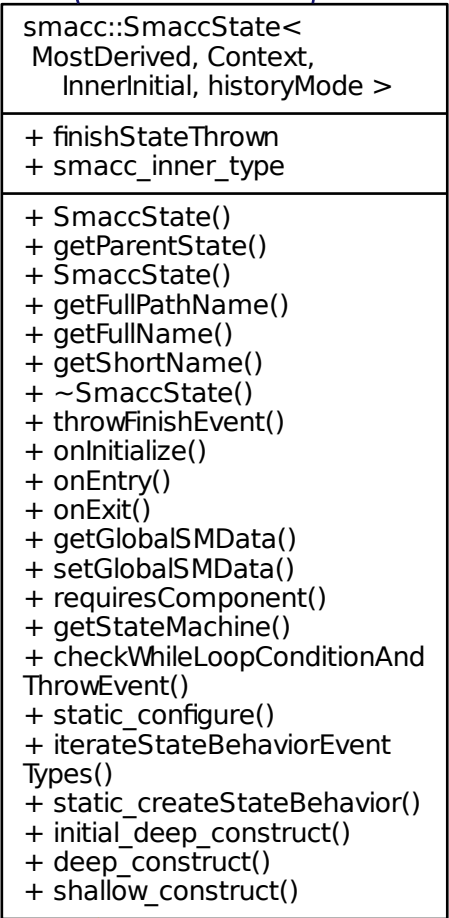 smacc::SmaccState<
MostDerived, Context,
InnerInitial, historyMode >
+ finishStateThrown
+ smacc_inner_type
+ SmaccState()
+ getParentState()
+ SmaccState()
+ getFullPathName()
+ getFullName()
+ getShortName()
+ ~SmaccState()
+ throwFinishEvent()
+ onInitialize()
+ onEntry()
+ onExit()
+ getGlobalSMData()
+ setGlobalSMData()
+ requiresComponent()
+ getStateMachine()
+ checkWhileLoopConditionAnd
ThrowEvent()
+ static_configure()
+ iterateStateBehaviorEvent
Types()
+ static_createStateBehavior()
+ initial_deep_construct()
+ deep_construct()
+ shallow_construct()